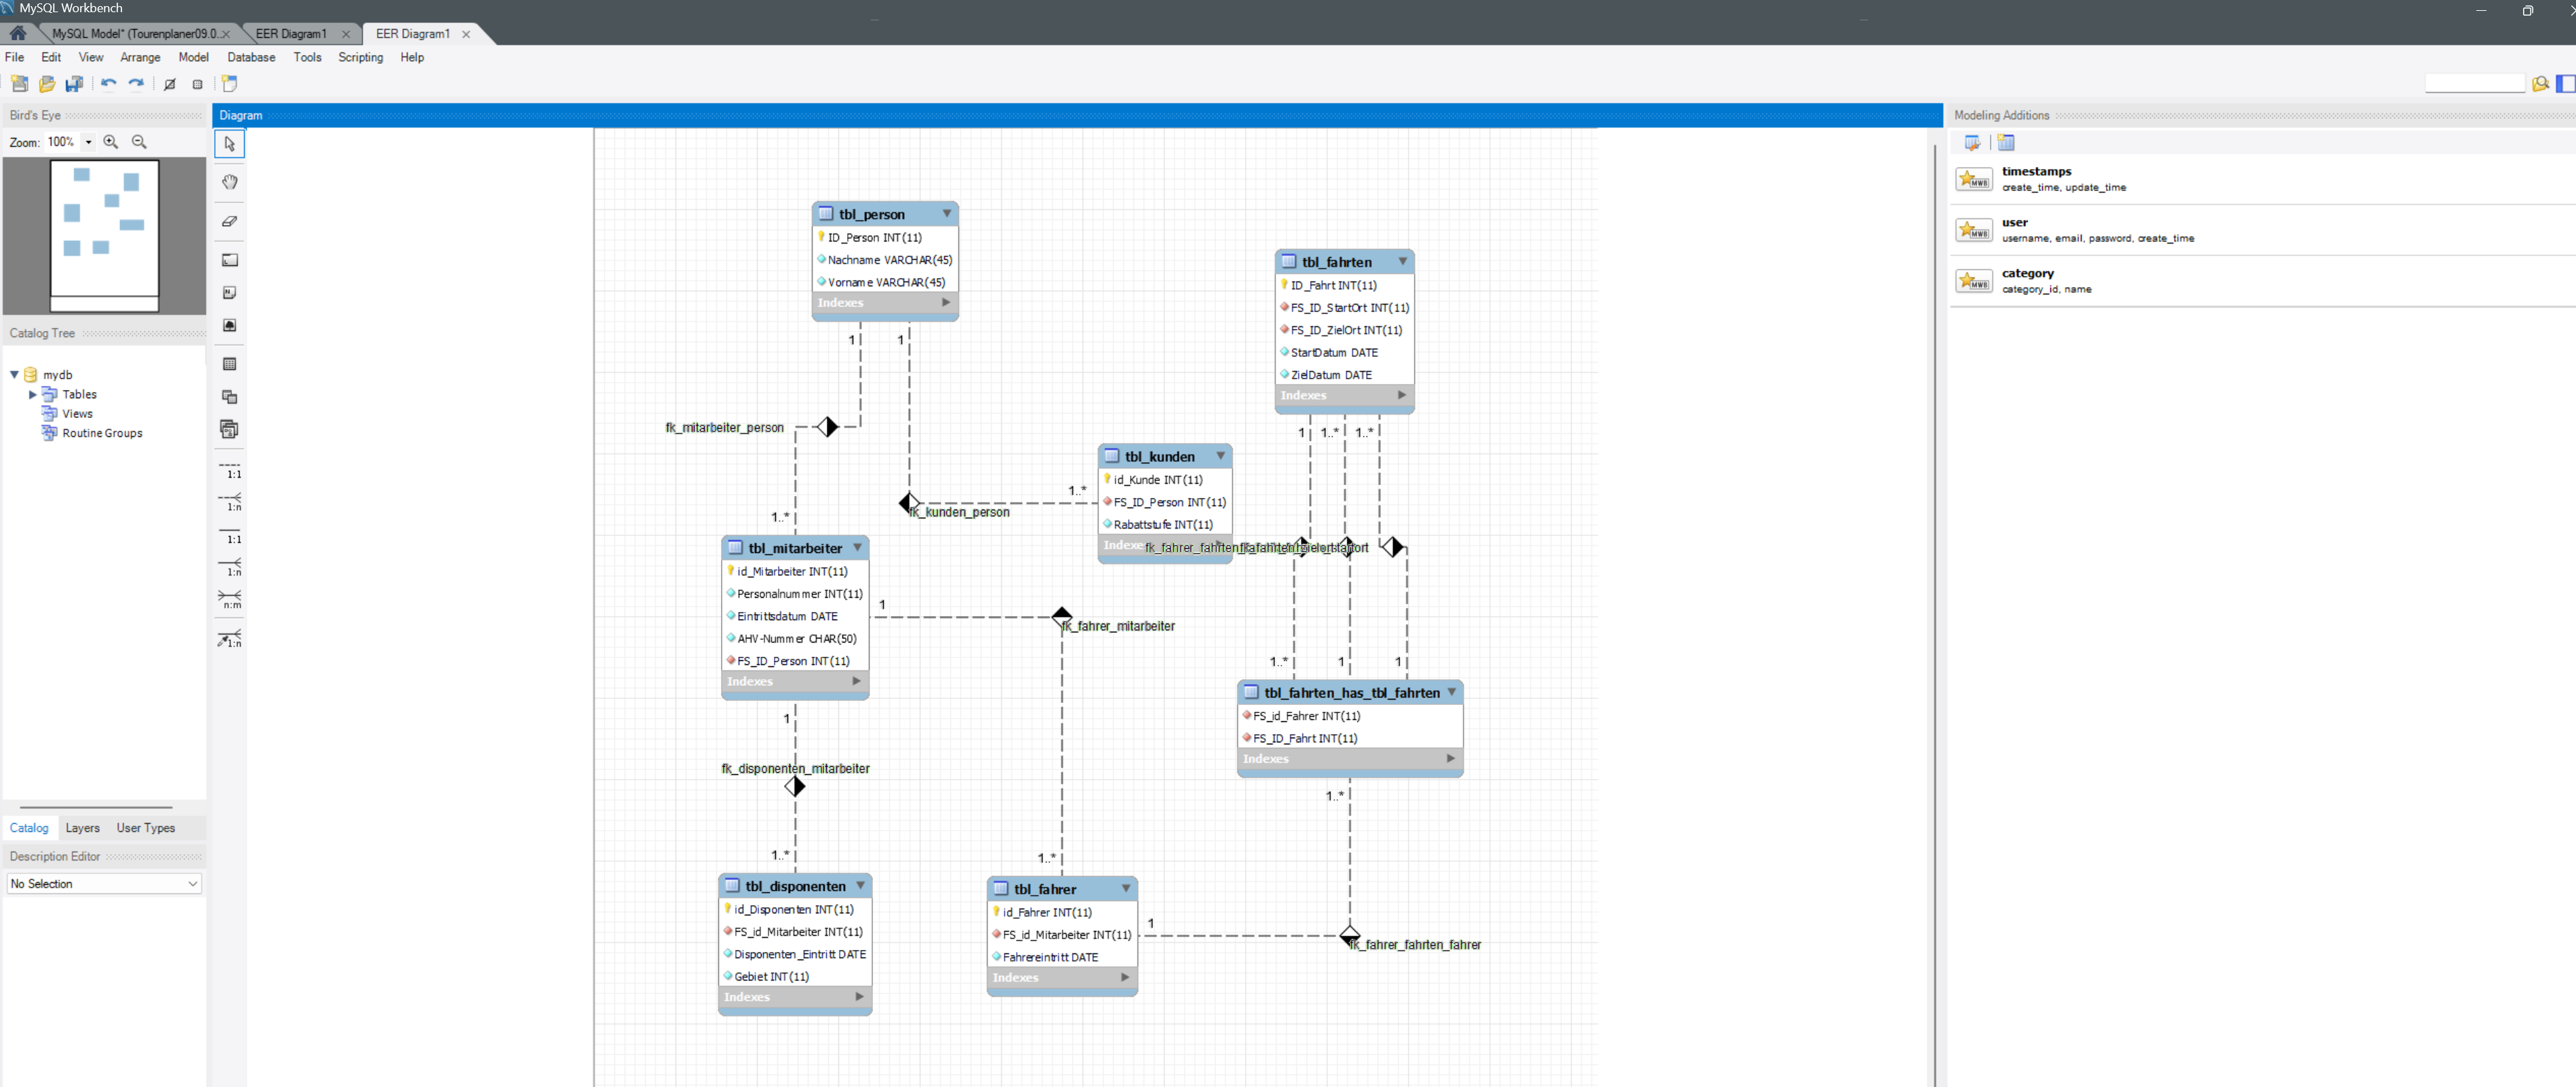 MySQL Workbench
MySQL Model* (Tourenplaner09.0.. EER Diagram1 EER Diagram1
File Edit View Arrange Model Database Tools Scripting Help
Bird's Eye
Zoom: 100%
Catalog Tree
mydb
Tables
Views
Routine Groups
Catalog Layers User Types
Description Editor
No Selection
Diagram
1:1
1:n
1:1
1:n
n:m
1:n
tbl_person
ID_Person INT(11)
Nachname VARCHAR(45)
Vorname VARCHAR(45)
Indexes
1 1
fk_mitarbeiter_person
1..*
fk_kunden_person
1..*
tbl_fahrten
ID_Fahrt INT(11)
FS_ID_StartOrt INT(11)
FS_ID_ZielOrt INT(11)
StartDatum DATE
ZielDatum DATE
Indexes
1 1..* 1..*
tbl_kunden
id_Kunde INT(11)
FS_ID_Person INT(11)
Rabattstufe INT(11)
fk_fahrer_fahrten
tbl_mitarbeiter
id_Mitarbeiter INT(11)
Personalnummer INT(11)
Eintrittsdatum DATE
AHV-Nummer CHAR(50)
FS_ID_Person INT(11)
Indexes
1
fk_fahrer_mitarbeiter
1..* 1 1
tbl_fahrten_has_tbl_fahrten
FS_id_Fahrer INT(11)
FS_ID_Fahrt INT(11)
Indexes
1
fk_disponenten_mitarbeiter
1..*
1..*
1..*
tbl_disponenten
id_Disponenten INT(11)
FS_id_Mitarbeiter INT(11)
Disponenten_Eintritt DATE
Gebiet INT(11)
Indexes
tbl_fahrer
id_Fahrer INT(11)
FS_id_Mitarbeiter INT(11)
Fahrereintritt DATE
Indexes
1
fk_fahrer_fahrten_fahrer
Modeling Additions
MWB
timestamps
create_time, update_time
MWB
user
username, email, password, create_time
MWB
category
category_id, name